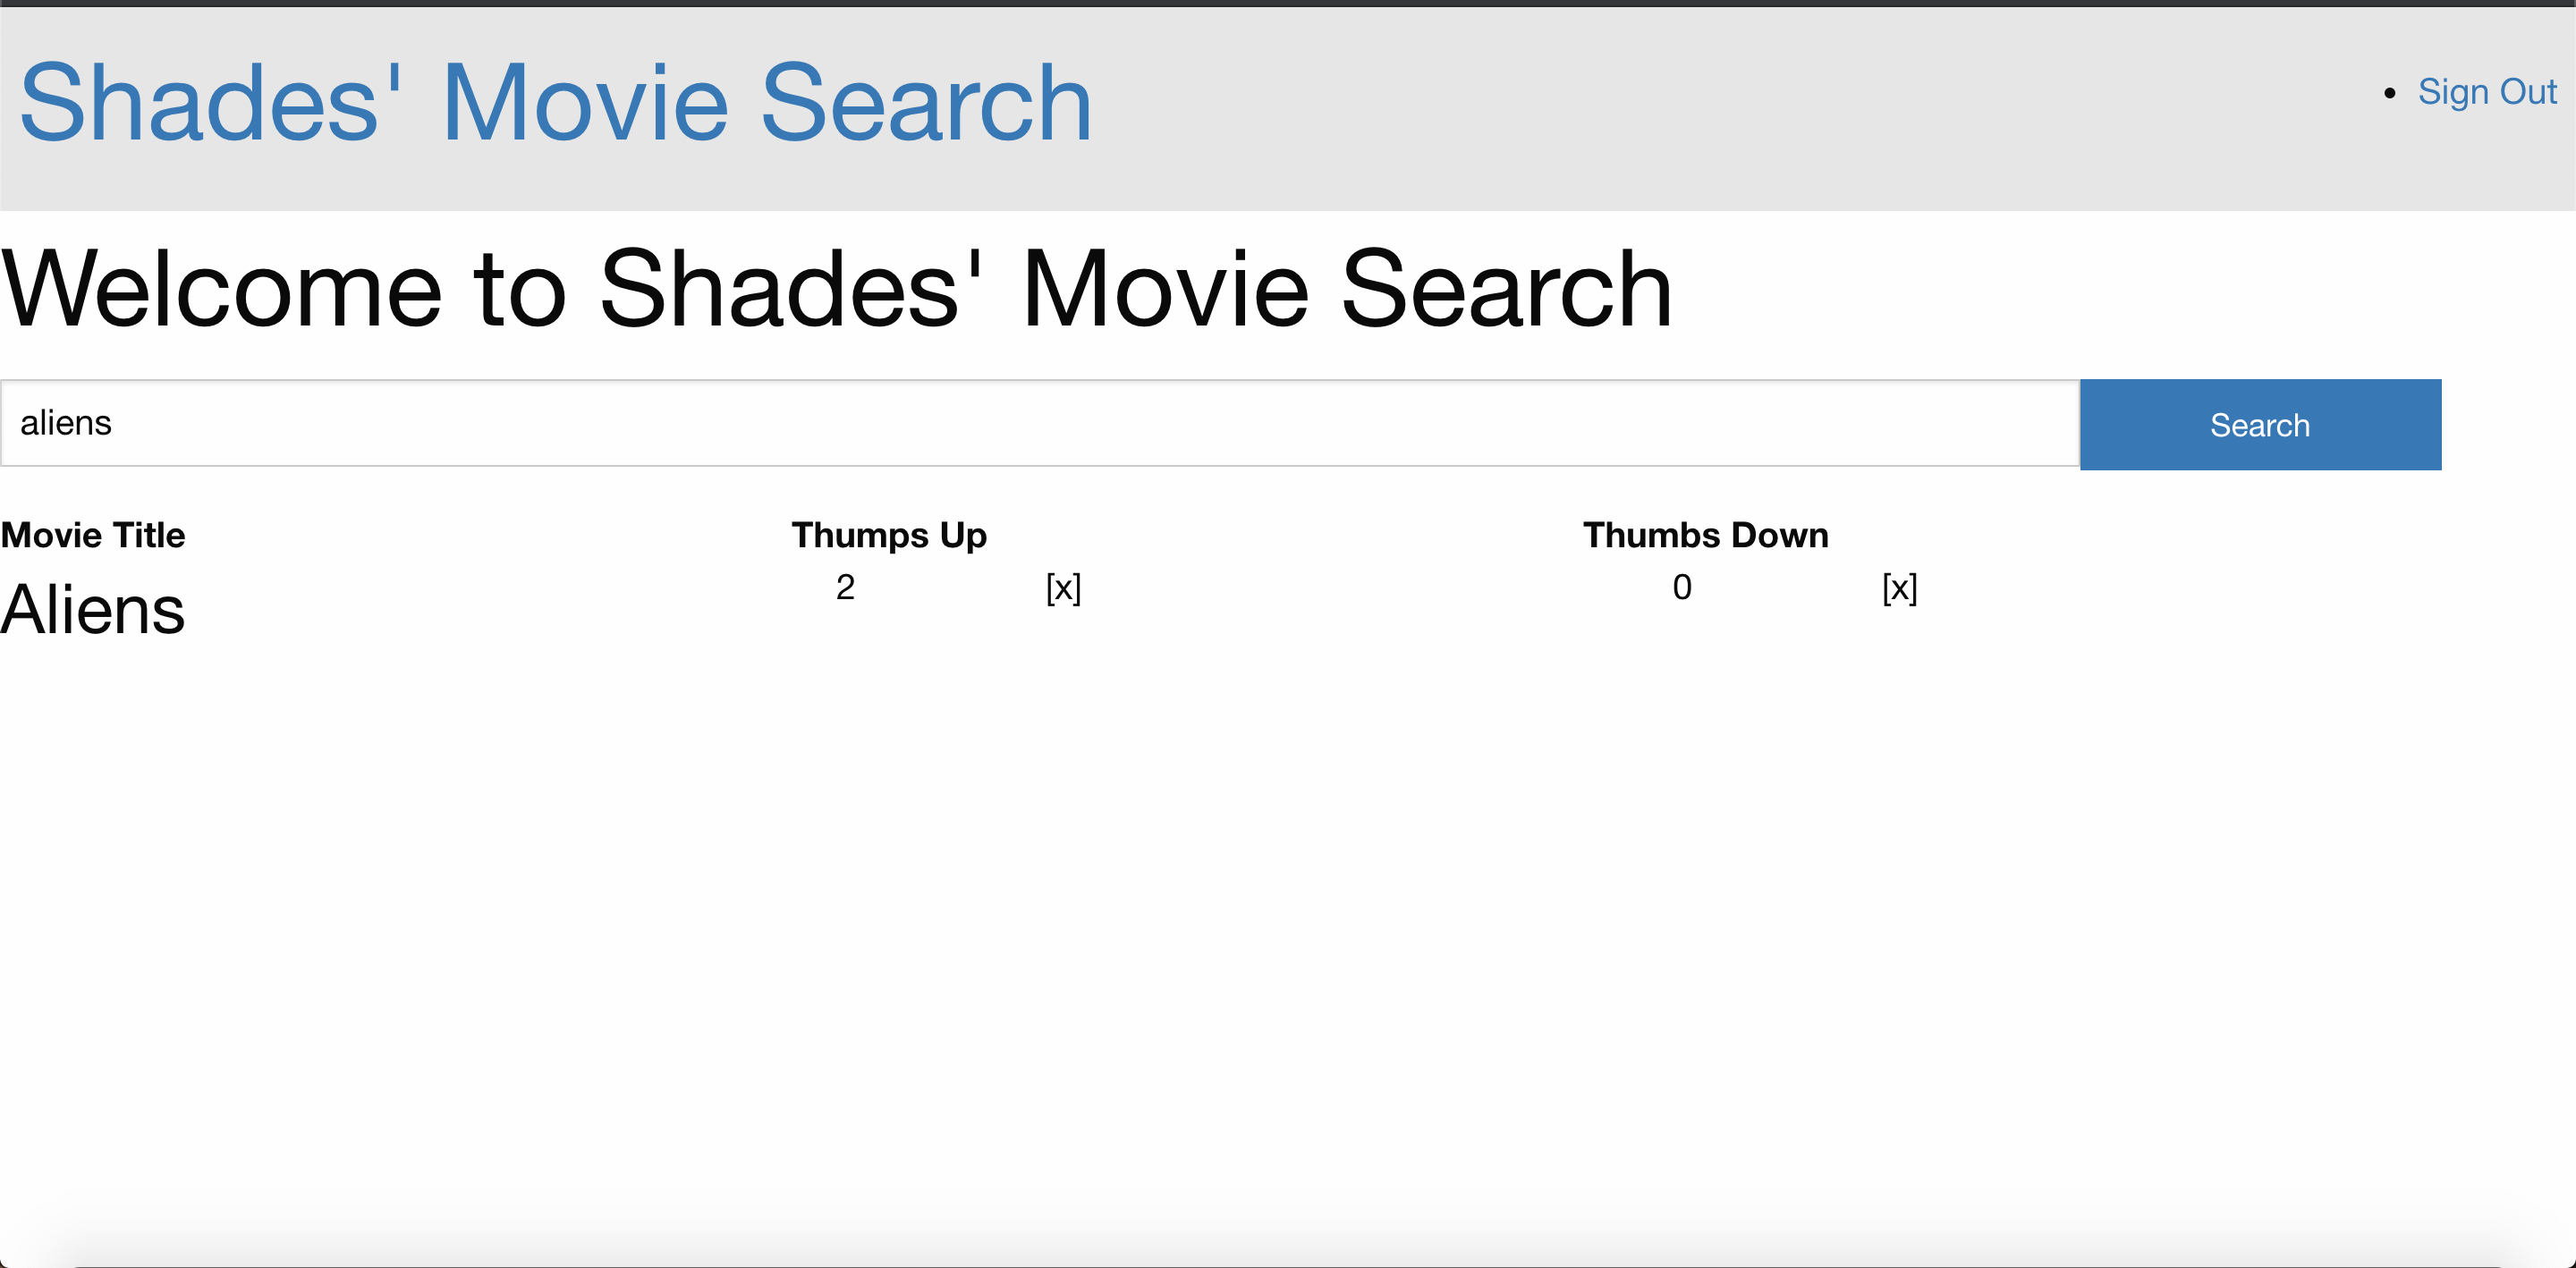 Shades' Movie Search
• Sign Out
Welcome to Shades' Movie Search
aliens
Search
Movie Title Thumps Up Thumbs Down
Aliens 2 [x] 0 [x]